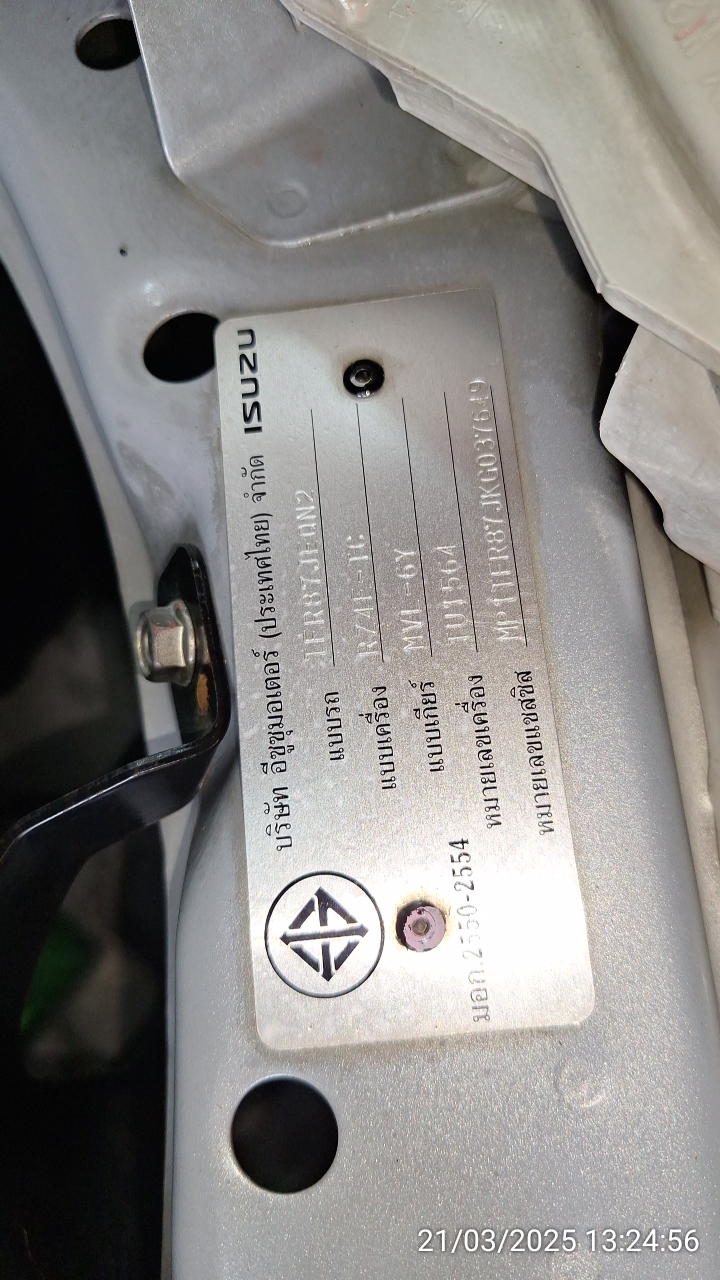 บริษัท อีซูซุมอเตอร์ (ประเทศไทย) จำกัด ISUZU
แบบรถ TFR87JEQN2
แบบเครื่อง RZ4E-TC
แบบเกียร์ MVL-6Y
หมายเลขเครื่อง
หมายเลขแชสซิส MP1TFR87JKG037649
มอก.2550-2554
21/03/2025 13:24:56